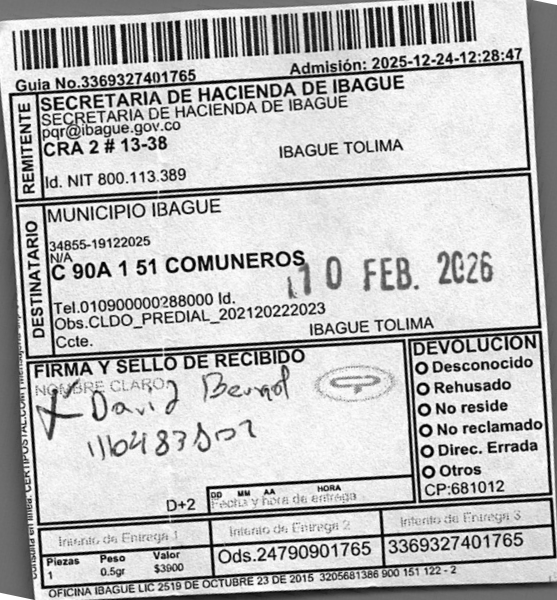 Guia No.3369327401765
Admisión: 2025-12-24-12:28:47
REMITENTE
SECRETARIA DE HACIENDA DE IBAGUE
SECRETARIA DE HACIENDA DE IBAGUE
pqr@ibague.gov.co
CRA 2 # 13-38
IBAGUE TOLIMA
Id. NIT 800.113.389
DESTINATARIO
MUNICIPIO IBAGUE
34855-19122025
N/A
C 90A 1 51 COMUNEROS
10 FEB. 2026
Tel.010900000288000 Id.
Obs.CLDO_PREDIAL_202120222023
IBAGUE TOLIMA
Ccte.
FIRMA Y SELLO DE RECIBIDO
NOMBRE CLARO
David
DEVOLUCION
Desconocido
Rehusado
No reside
No reclamado
Direc. Errada
Otros
CP:681012
D+2
DD MM AA HORA
Fecha y hora de entrega
Intento de Entrega 1
Intento de Entrega 2
Intento de Entrega 3
Piezas Peso Valor
1 0.5gr $3900
Ods.24790901765
3369327401765
OFICINA IBAGUE LIC 2519 DE OCTUBRE 23 DE 2015 3205681386 900 151 122 - 2